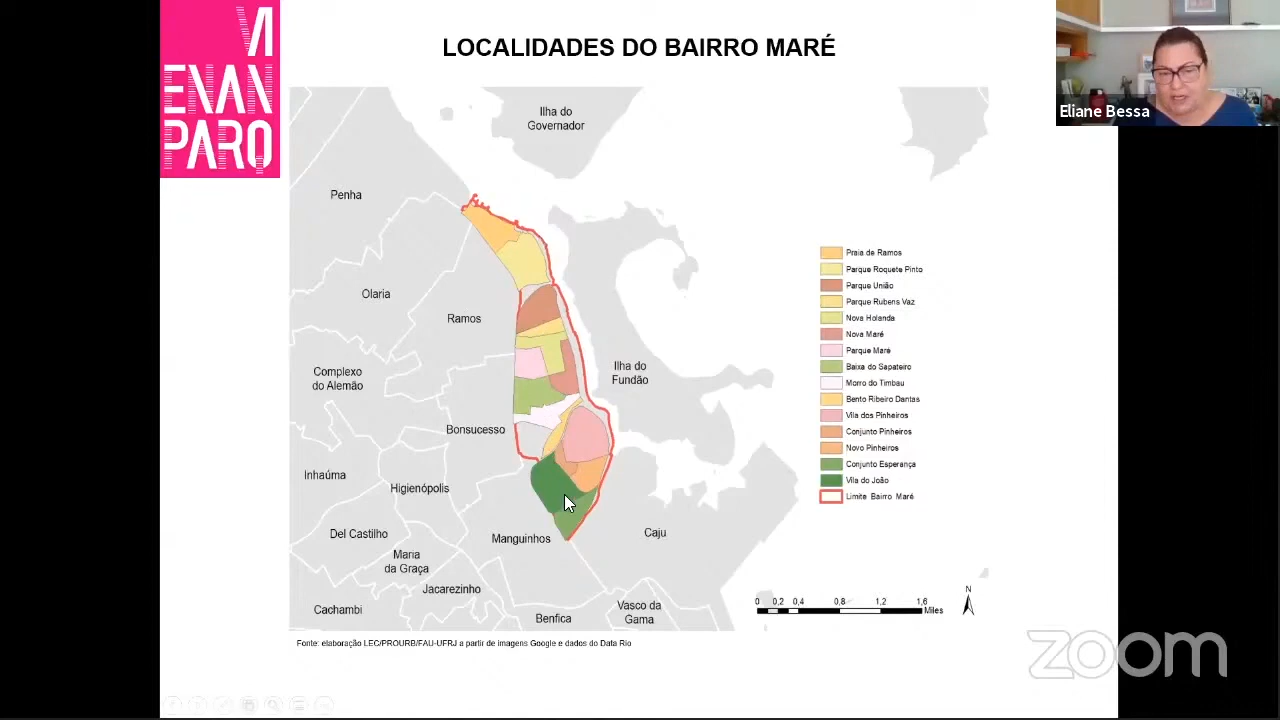 VI
ENAN
PARQ
LOCALIDADES DO BAIRRO MARÉ
Eliane Bessa
Ilha do
Governador
Penha
Olaria
Ramos
Complexo
do Alemão
Ilha do
Fundão
Bonsucesso
Inhaúma
Higienópolis
Del Castilho
Manguinhos
Caju
Maria
da Graça
Jacarezinho
Cachambi
Benfica
Vasco da
Gama
Praia de Ramos
Parque Roquete Pinto
Parque União
Parque Rubens Vaz
Nova Holanda
Nova Maré
Parque Maré
Baixa do Sapateiro
Morro do Timbau
Bento Ribeiro Dantas
Vila dos Pinheiros
Conjunto Pinheiros
Novo Pinheiros
Conjunto Esperança
Vila do João
Limite Bairro Maré
0 0,2 0,4 0,8 1,2 1,6
Miles
N
Fonte: elaboração LEC/PROURB/FAU-UFRJ a partir de imagens Google e dados do Data Rio
zoom